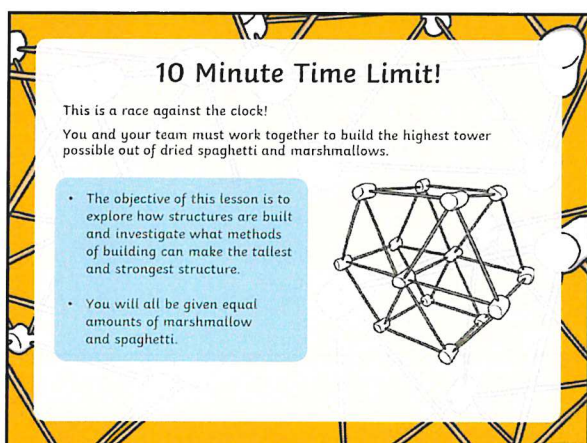 10 Minute Time Limit!
This is a race against the clock!
You and your team must work together to build the highest tower
possible out of dried spaghetti and marshmallows.
• The objective of this lesson is to
explore how structures are built
and investigate what methods
of building can make the tallest
and strongest structure.
• You will all be given equal
amounts of marshmallow
and spaghetti.